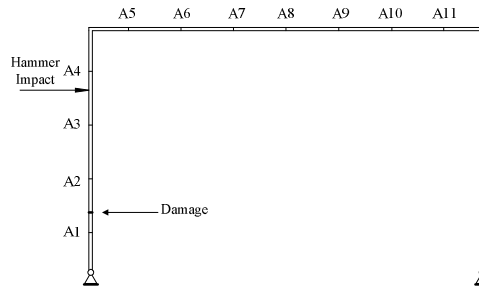 A5 A6 A7 A8 A9 A10 A11
Hammer
Impact
A4
A3
A2
Damage
A1